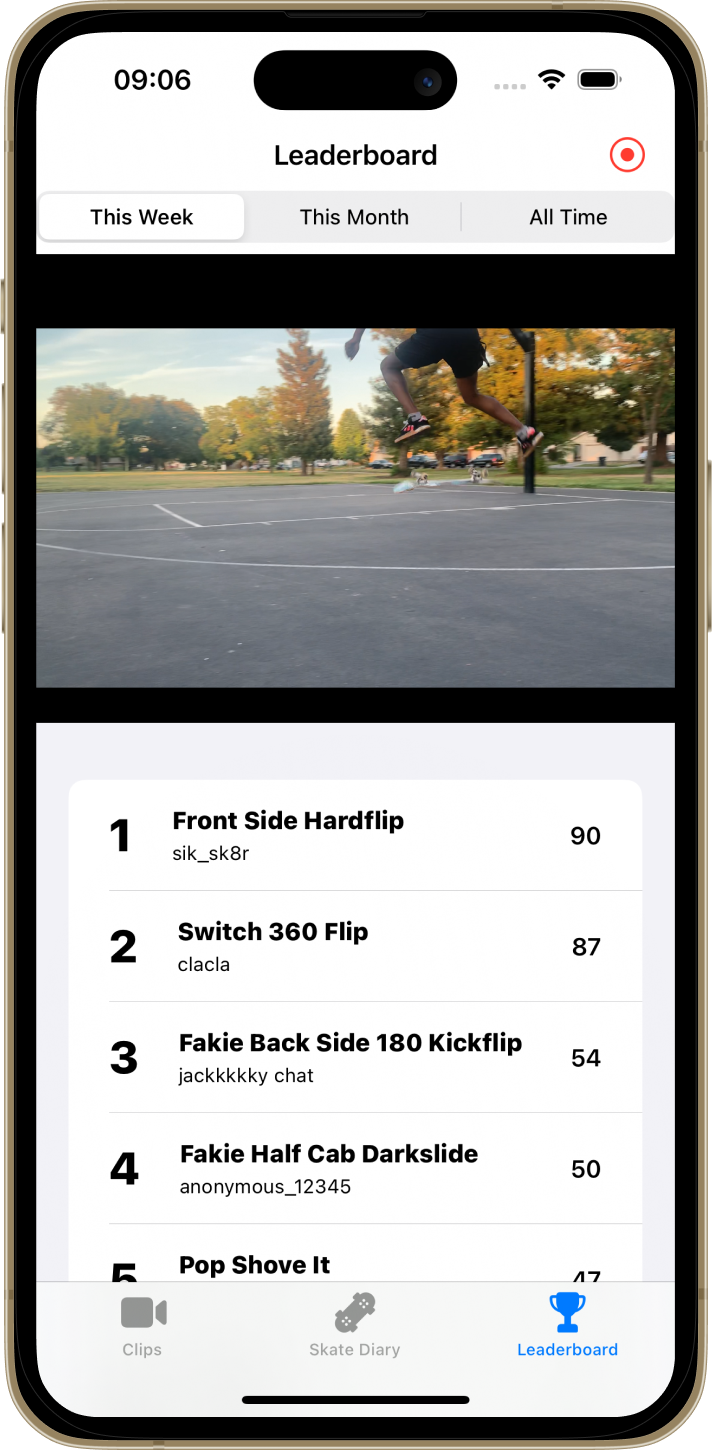 09:06
Leaderboard
This Week This Month All Time
1 Front Side Hardflip 90
sik_sk8r
2 Switch 360 Flip 87
clacla
3 Fakie Back Side 180 Kickflip 54
jackkkkky chat
4 Fakie Half Cab Darkslide 50
anonymous_12345
5 Pop Shove It 47
Clips Skate Diary Leaderboard